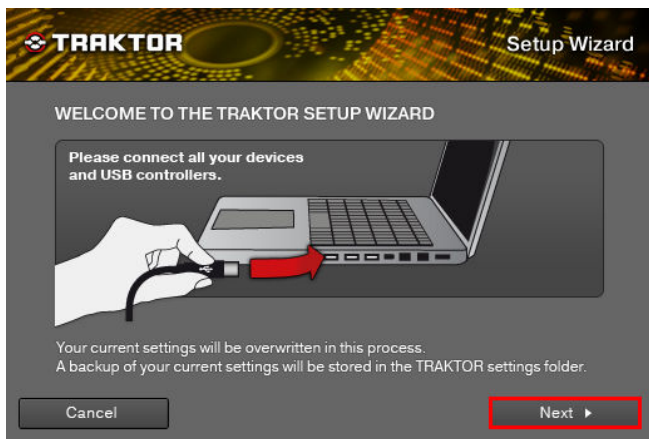 TRAKTOR
Setup Wizard
WELCOME TO THE TRAKTOR SETUP WIZARD
Please connect all your devices
and USB controllers.
Your current settings will be overwritten in this process.
A backup of your current settings will be stored in the TRAKTOR settings folder.
Cancel
Next